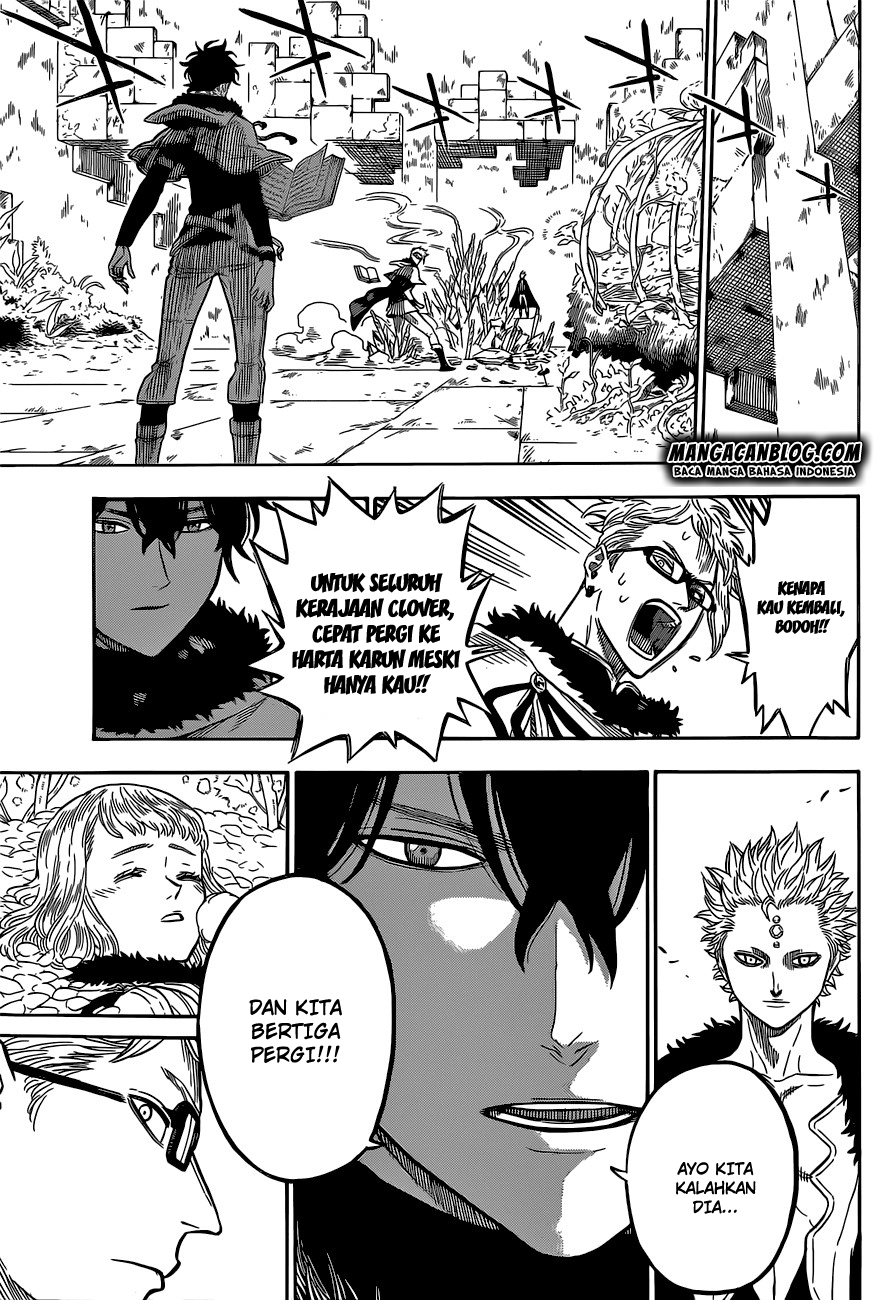 MANGACANBLOG.COM
BACA MANGA BAHASA INDONESIA
KENAPA
KAU KEMBALI,
BODOH!!
UNTUK SELURUH
KERAJAAN CLOVER,
CEPAT PERGI KE
HARTA KARUN MESKI
HANYA KAU!!
AYO KITA
KALAHKAN
DIA...
DAN KITA
BERTIGA
PERGI!!!